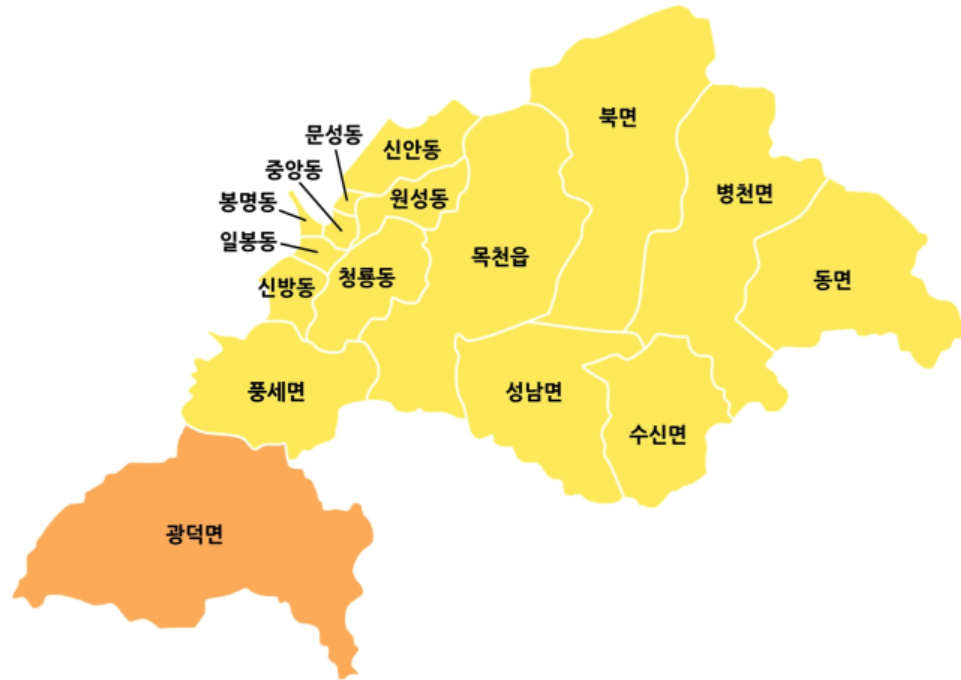 북면
문성동
신안동
중앙동
봉명동
원성동
병천면
일봉동
목천읍
청룡동
동면
신방동
풍세면
성남면
수신면
광덕면